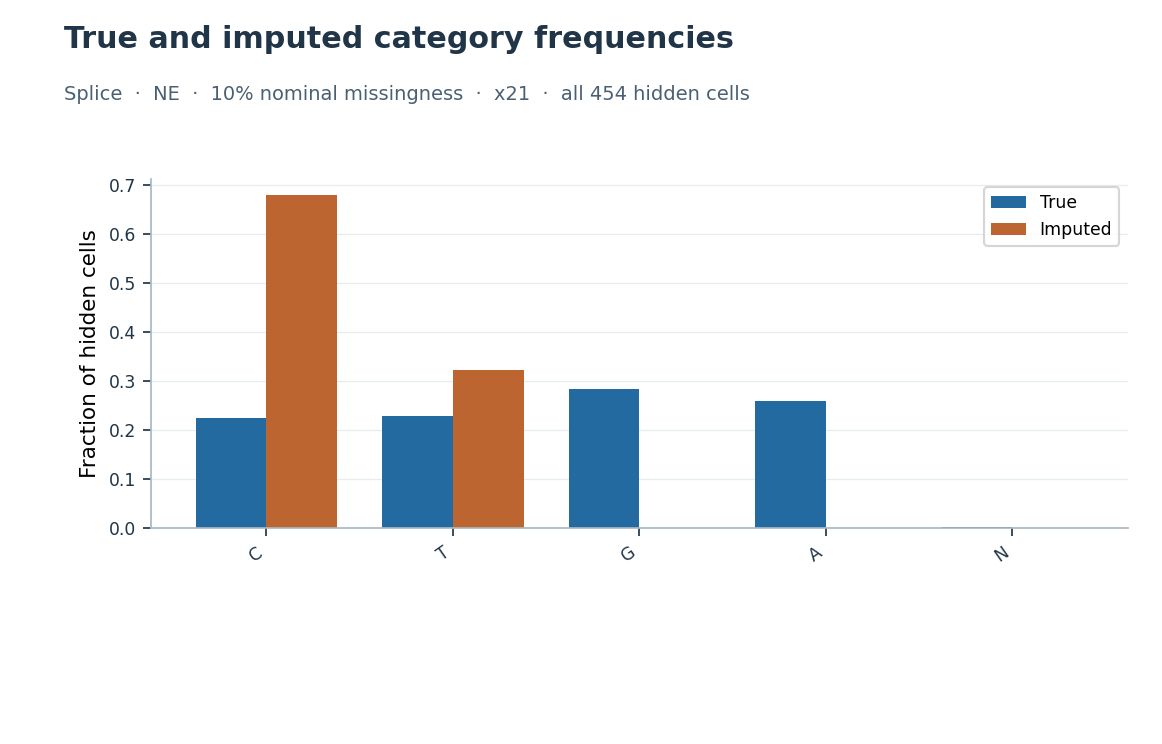 True and imputed category frequencies
Splice · NE · 10% nominal missingness · x21 · all 454 hidden cells
Fraction of hidden cells
0.7
0.6
0.5
0.4
0.3
0.2
0.1
0.0
True
Imputed
C
T
G
A
N